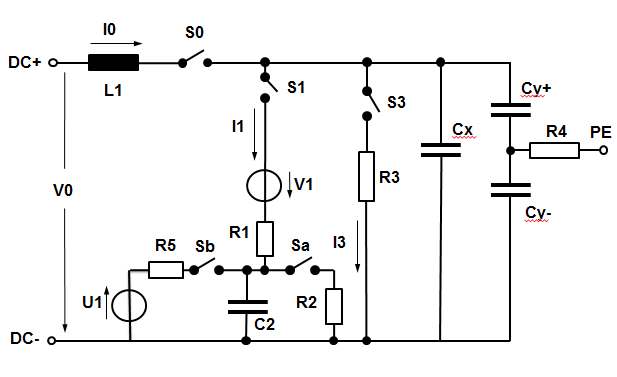 I0
S0
DC+
L1
S1
S3
Cy+
I1
Cx
R4
PE
V0
V1
R3
Cy-
R1
I3
R5
Sb
Sa
U1
R2
C2
DC-